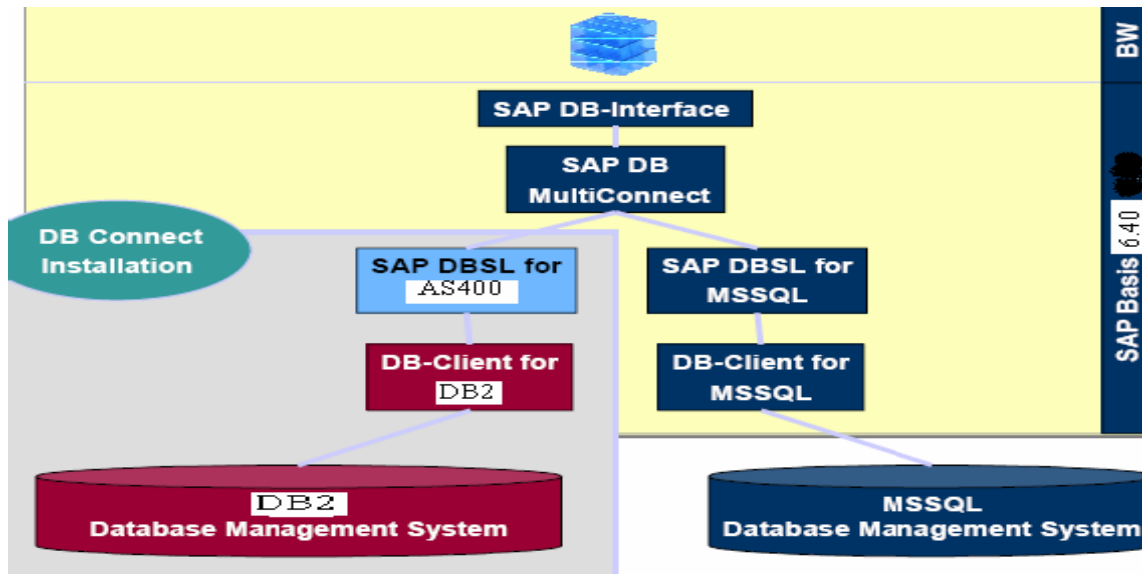 BW
SAP DB-Interface
SAP DB
MultiConnect
SAP Basis 6.40
DB Connect
Installation
SAP DBSL for
AS400
SAP DBSL for
MSSQL
DB-Client for
DB2
DB-Client for
MSSQL
DB2
Database Management System
MSSQL
Database Management System